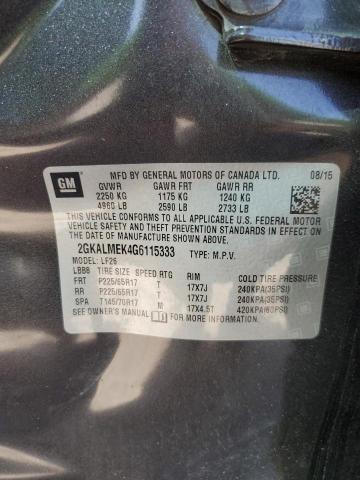 GM
MFD BY GENERAL MOTORS OF CANADA LTD. 08/15
GVWR GAWR FRT GAWR RR
2250 KG 1175 KG 1240 KG
4960 LB 2590 LB 2733 LB
THIS VEHICLE CONFORMS TO ALL APPLICABLE U.S. FEDERAL MOTOR
VEHICLE SAFETY AND THEFT PREVENTION STANDARDS IN EFFECT ON
THE DATE OF MANUFACTURE SHOWN ABOVE.
2GKALMEK4G6115333 TYPE: M.P.V.
MODEL: LF26
LBB8 TIRE SIZE SPEED RTG RIM
FRT P225/65R17 T 17X7J 240KPA(35PSI)
RR P225/65R17 T 17X7J 240KPA(35PSI)
SPA T145/70R17 M 17X4.5T 420KPA(60PSI)
SEE OWNER'S MANUAL FOR MORE INFORMATION.